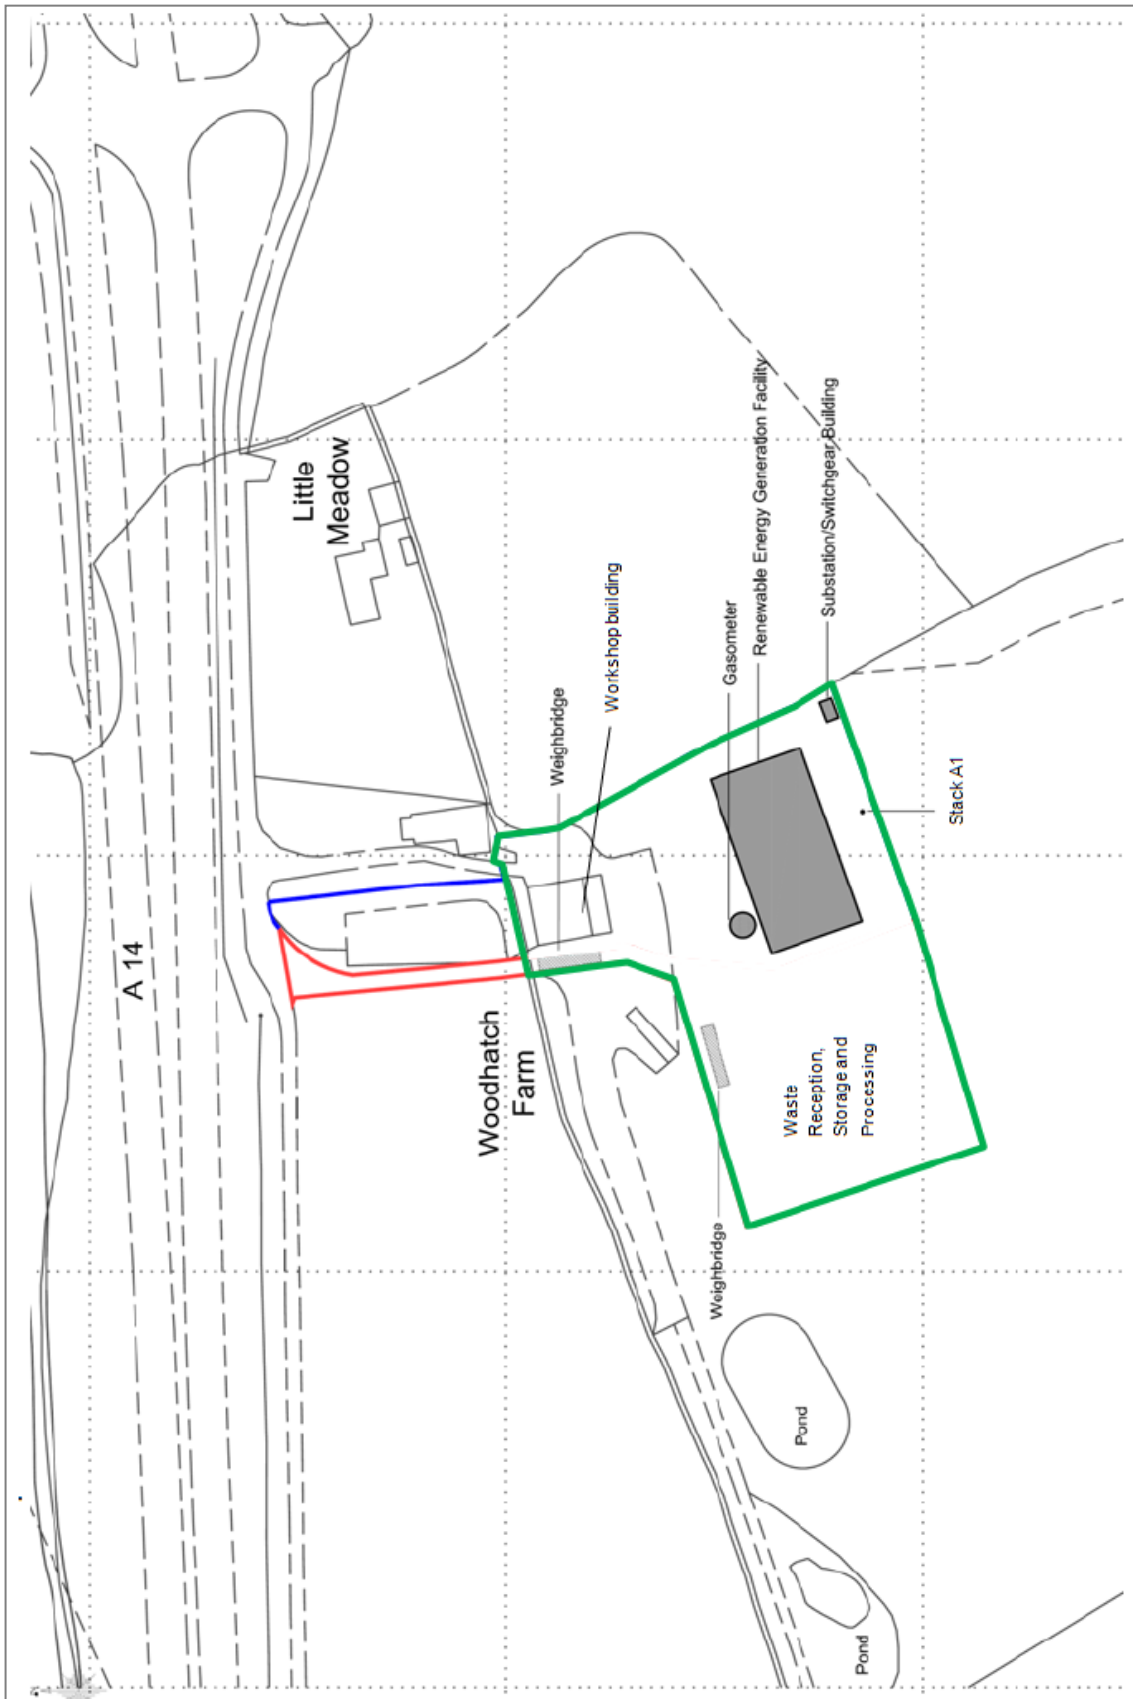 A 14
Little
Meadow
Woodhatch
Farm
Weighbridge
Workshop building
Gasometer
Renewable Energy Generation Facility
Substation/Switchgear Building
Stack A1
Waste
Reception,
Storage and
Processing
Weighbridge
Pond
Pond